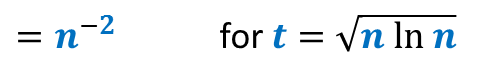 = n⁻² for t = √(n ln n)